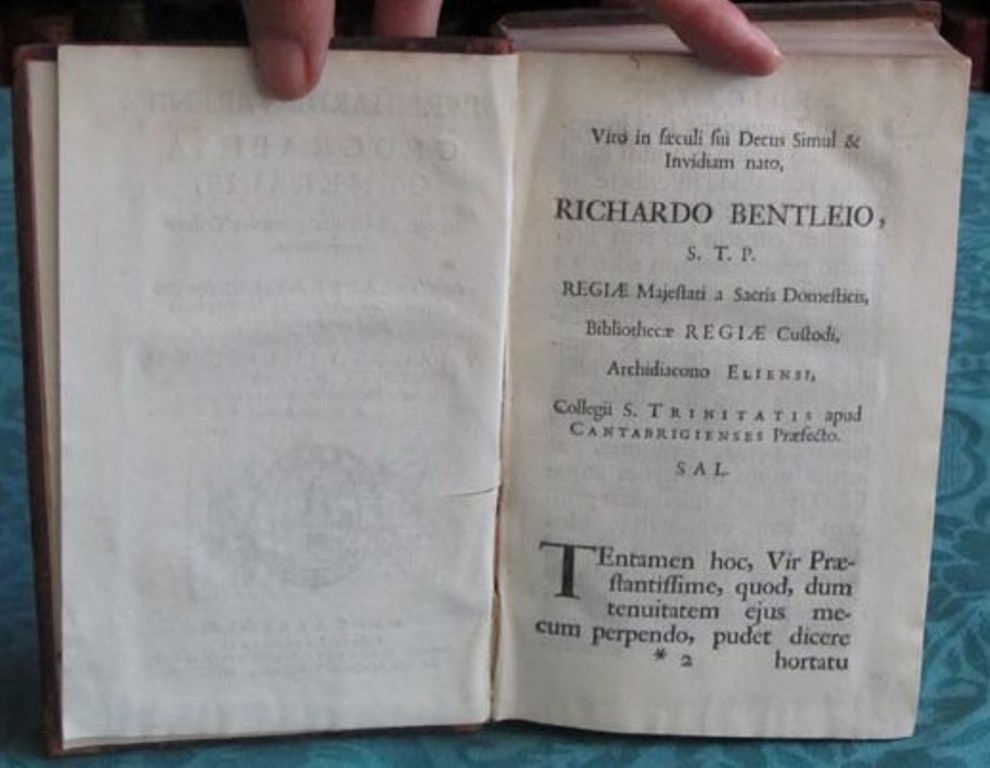 Viro in sæculi ſui Decus Simul &
Invidiam nato,
RICHARDO BENTLEIO,
S. T. P.
REGIÆ Majeſtati a Sacris Domeſticis,
Bibliothecæ REGIÆ Cuſtodi,
Archidiacono ELIENSI,
Collegii S. TRINITATIS apud
CANTABRIGIENSES Præfecto.
SAL.
TEntamen hoc, Vir Præ-
ſtantiſſime, quod, dum
tenuitatem ejus me-
cum perpendo, pudet dicere
* 2 hortatu